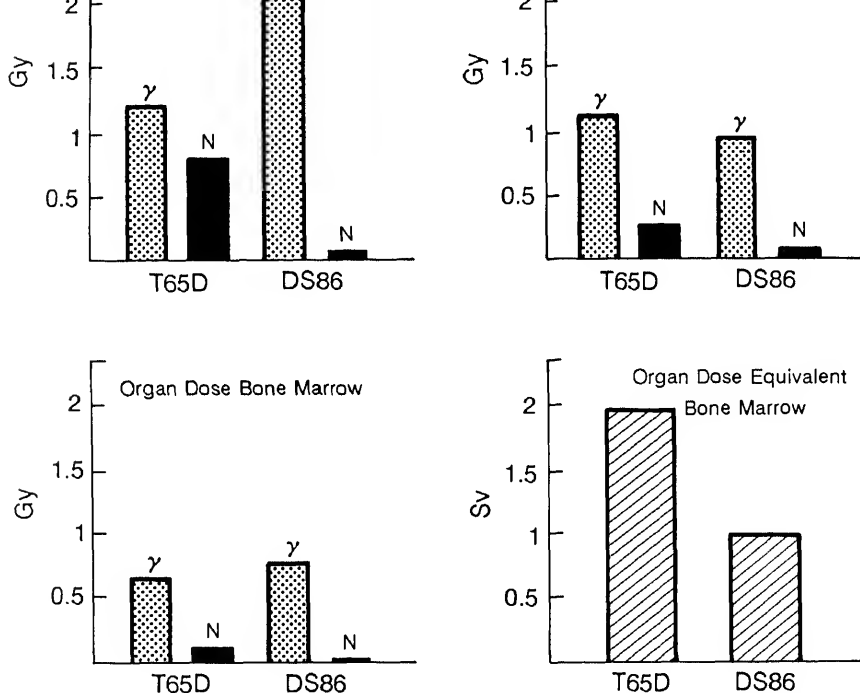 2
Gy
1.5
γ
1
N
0.5
N
T65D
DS86
2
Gy
1.5
γ
1
γ
0.5
N
N
T65D
DS86
Organ Dose Bone Marrow
2
Gy
1.5
1
γ
γ
0.5
N
N
T65D
DS86
Organ Dose Equivalent
Bone Marrow
2
Sv
1.5
1
0.5
T65D
DS86